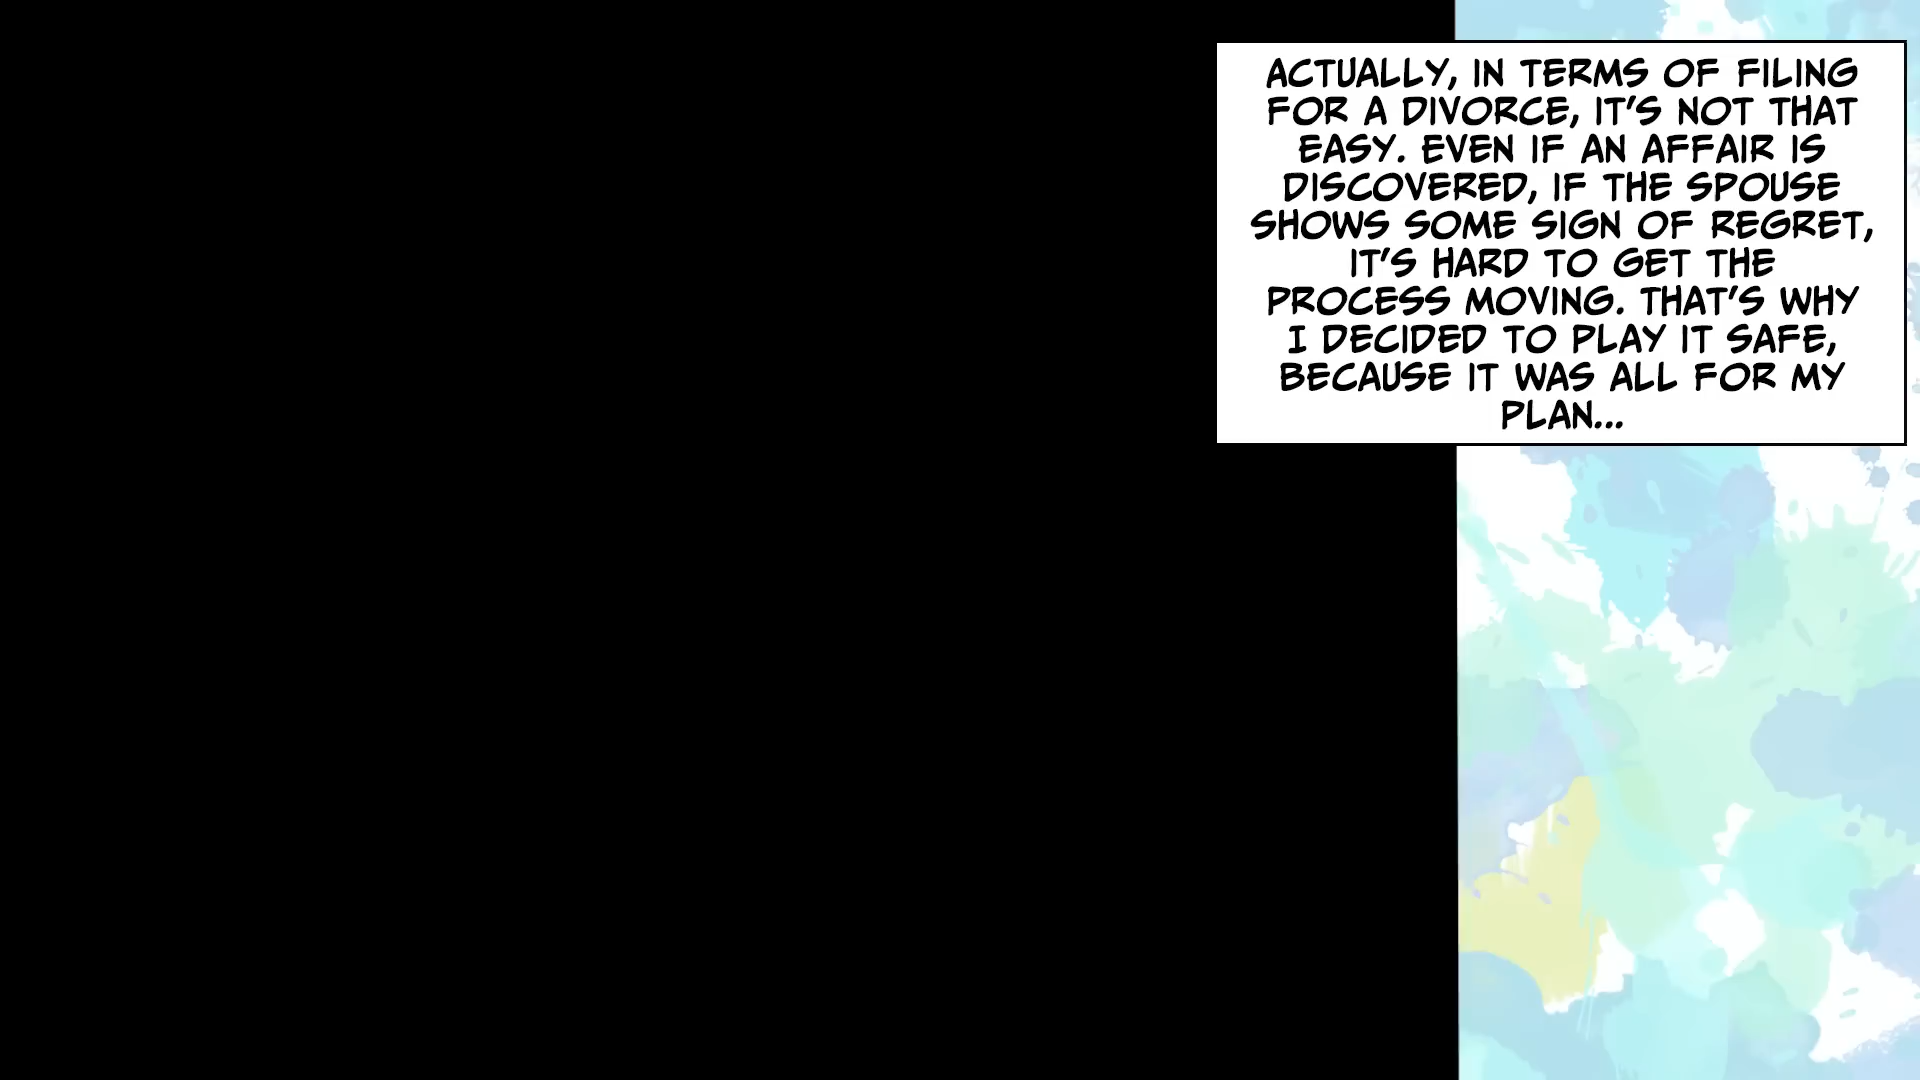 ACTUALLY, IN TERMS OF FILING
FOR A DIVORCE, IT'S NOT THAT
EASY. EVEN IF AN AFFAIR IS
DISCOVERED, IF THE SPOUSE
SHOWS SOME SIGN OF REGRET,
IT'S HARD TO GET THE
PROCESS MOVING. THAT'S WHY
I DECIDED TO PLAY IT SAFE,
BECAUSE IT WAS ALL FOR MY
PLAN...